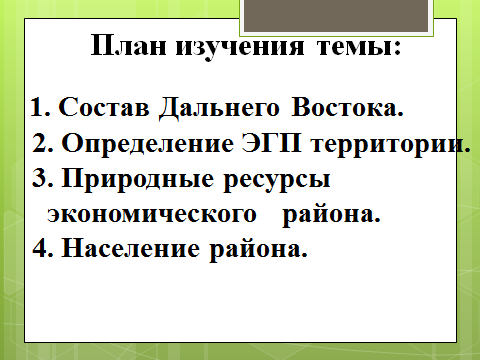 План изучения темы:
1. Состав Дальнего Востока.
2. Определение ЭГП территории.
3. Природные ресурсы
экономического района.
4. Население района.